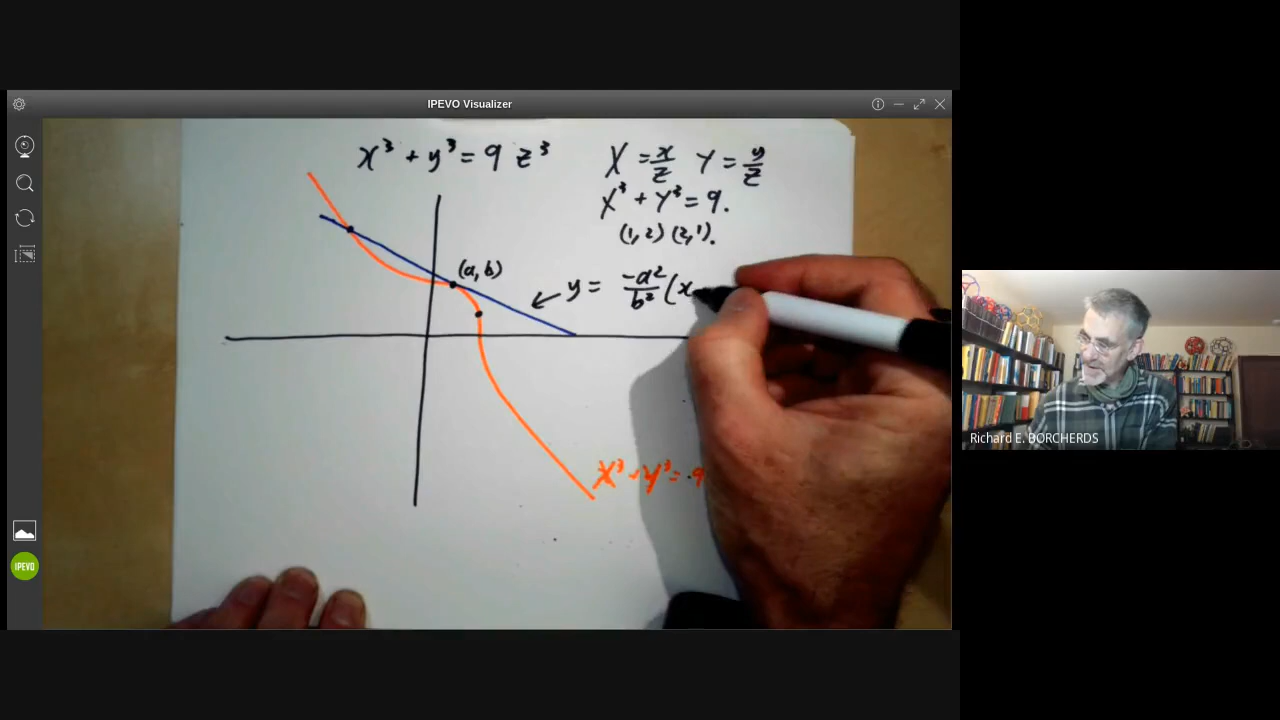 IPEVO Visualizer
x³ + y³ = 9 z³
X = x/z Y = y/z
X³ + Y³ = 9.
(1, 2) (2, 1).
(a, b)
y = -a²/b² (x
X³ + Y³ = 9
IPEVO
Richard E. BORCHERDS